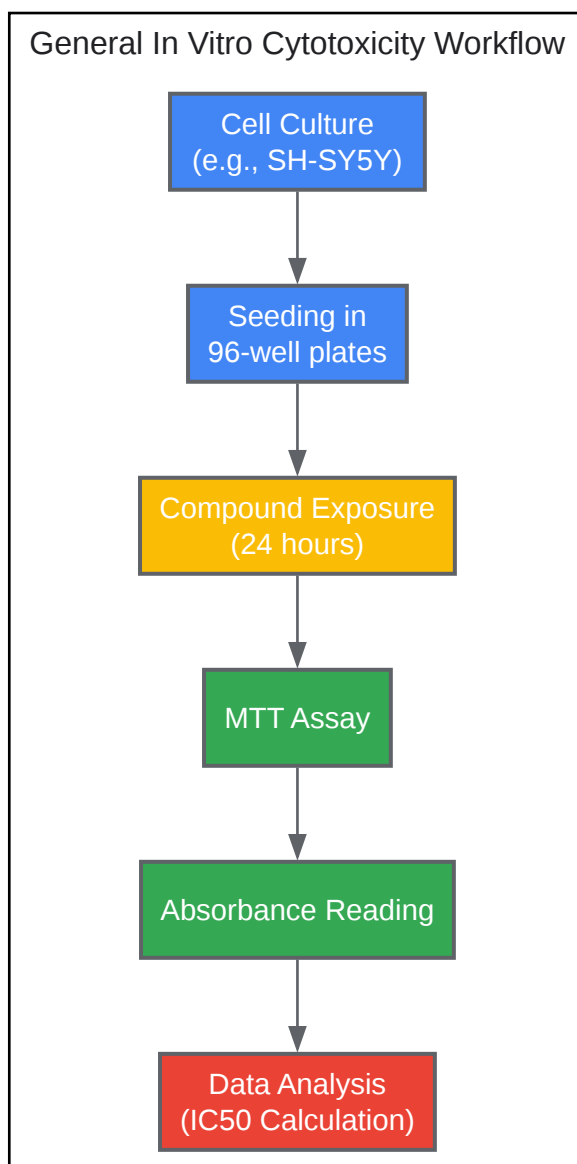 General In Vitro Cytotoxicity Workflow
Cell Culture
(e.g., SH-SY5Y)
Seeding in
96-well plates
Compound Exposure
(24 hours)
MTT Assay
Absorbance Reading
Data Analysis
(IC50 Calculation)